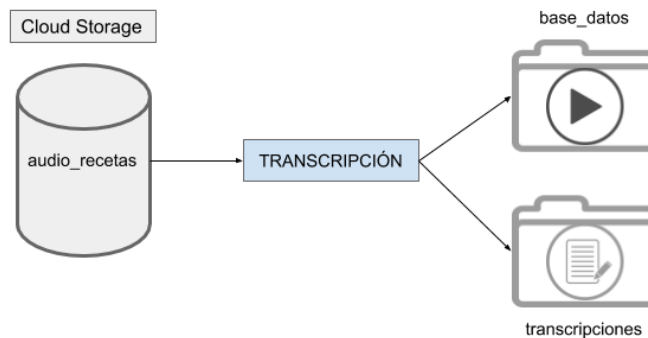 Cloud Storage
audio_recetas
TRANSCRIPCIÓN
base_datos
transcripciones